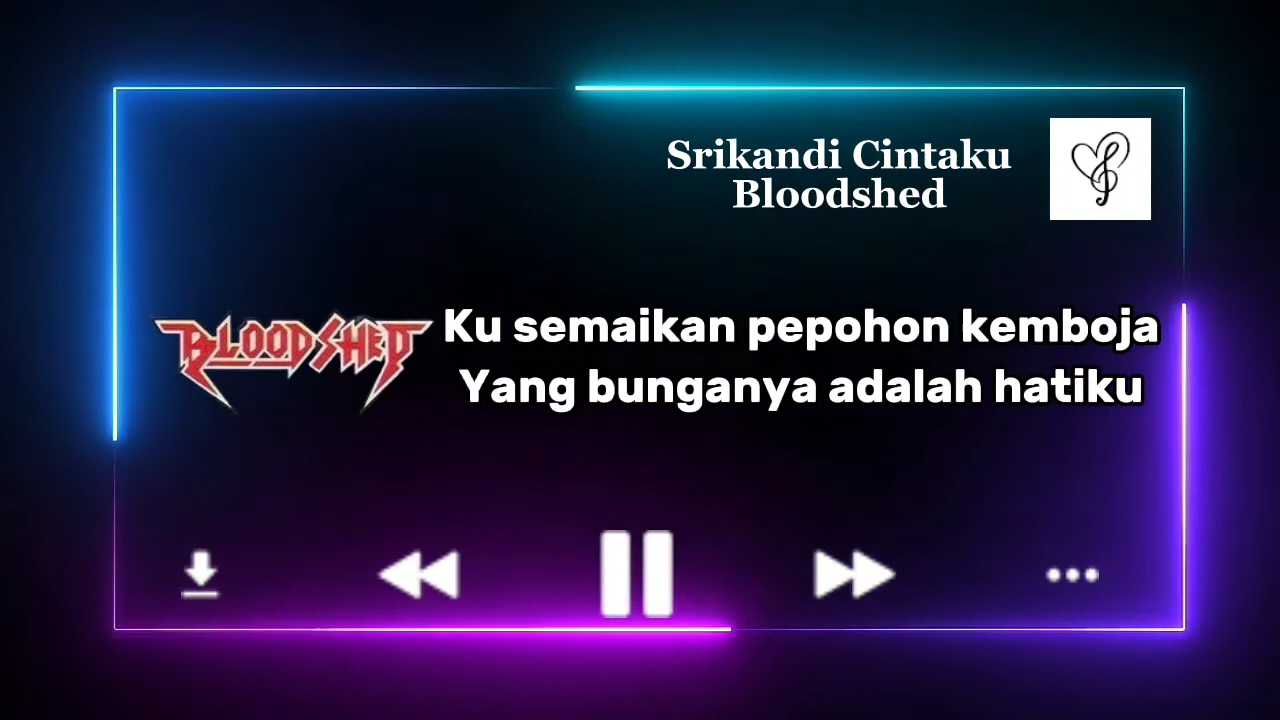 Srikandi Cintaku
Bloodshed
BLOODSHED
Ku semaikan pepohon kemboja
Yang bunganya adalah hatiku